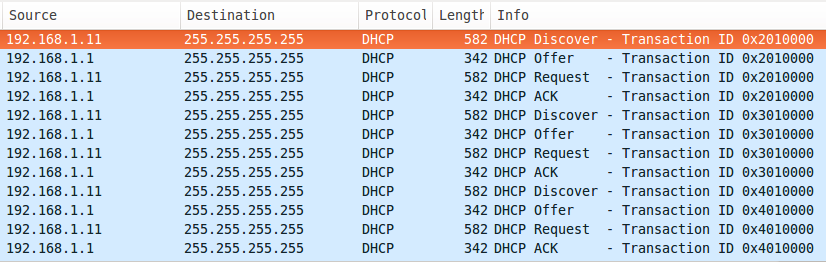 Source Destination Protocol Length Info
192.168.1.11 255.255.255.255 DHCP 582 DHCP Discover - Transaction ID 0x2010000
192.168.1.1 255.255.255.255 DHCP 342 DHCP Offer - Transaction ID 0x2010000
192.168.1.11 255.255.255.255 DHCP 582 DHCP Request - Transaction ID 0x2010000
192.168.1.1 255.255.255.255 DHCP 342 DHCP ACK - Transaction ID 0x2010000
192.168.1.11 255.255.255.255 DHCP 582 DHCP Discover - Transaction ID 0x3010000
192.168.1.1 255.255.255.255 DHCP 342 DHCP Offer - Transaction ID 0x3010000
192.168.1.11 255.255.255.255 DHCP 582 DHCP Request - Transaction ID 0x3010000
192.168.1.1 255.255.255.255 DHCP 342 DHCP ACK - Transaction ID 0x3010000
192.168.1.11 255.255.255.255 DHCP 582 DHCP Discover - Transaction ID 0x4010000
192.168.1.1 255.255.255.255 DHCP 342 DHCP Offer - Transaction ID 0x4010000
192.168.1.11 255.255.255.255 DHCP 582 DHCP Request - Transaction ID 0x4010000
192.168.1.1 255.255.255.255 DHCP 342 DHCP ACK - Transaction ID 0x4010000